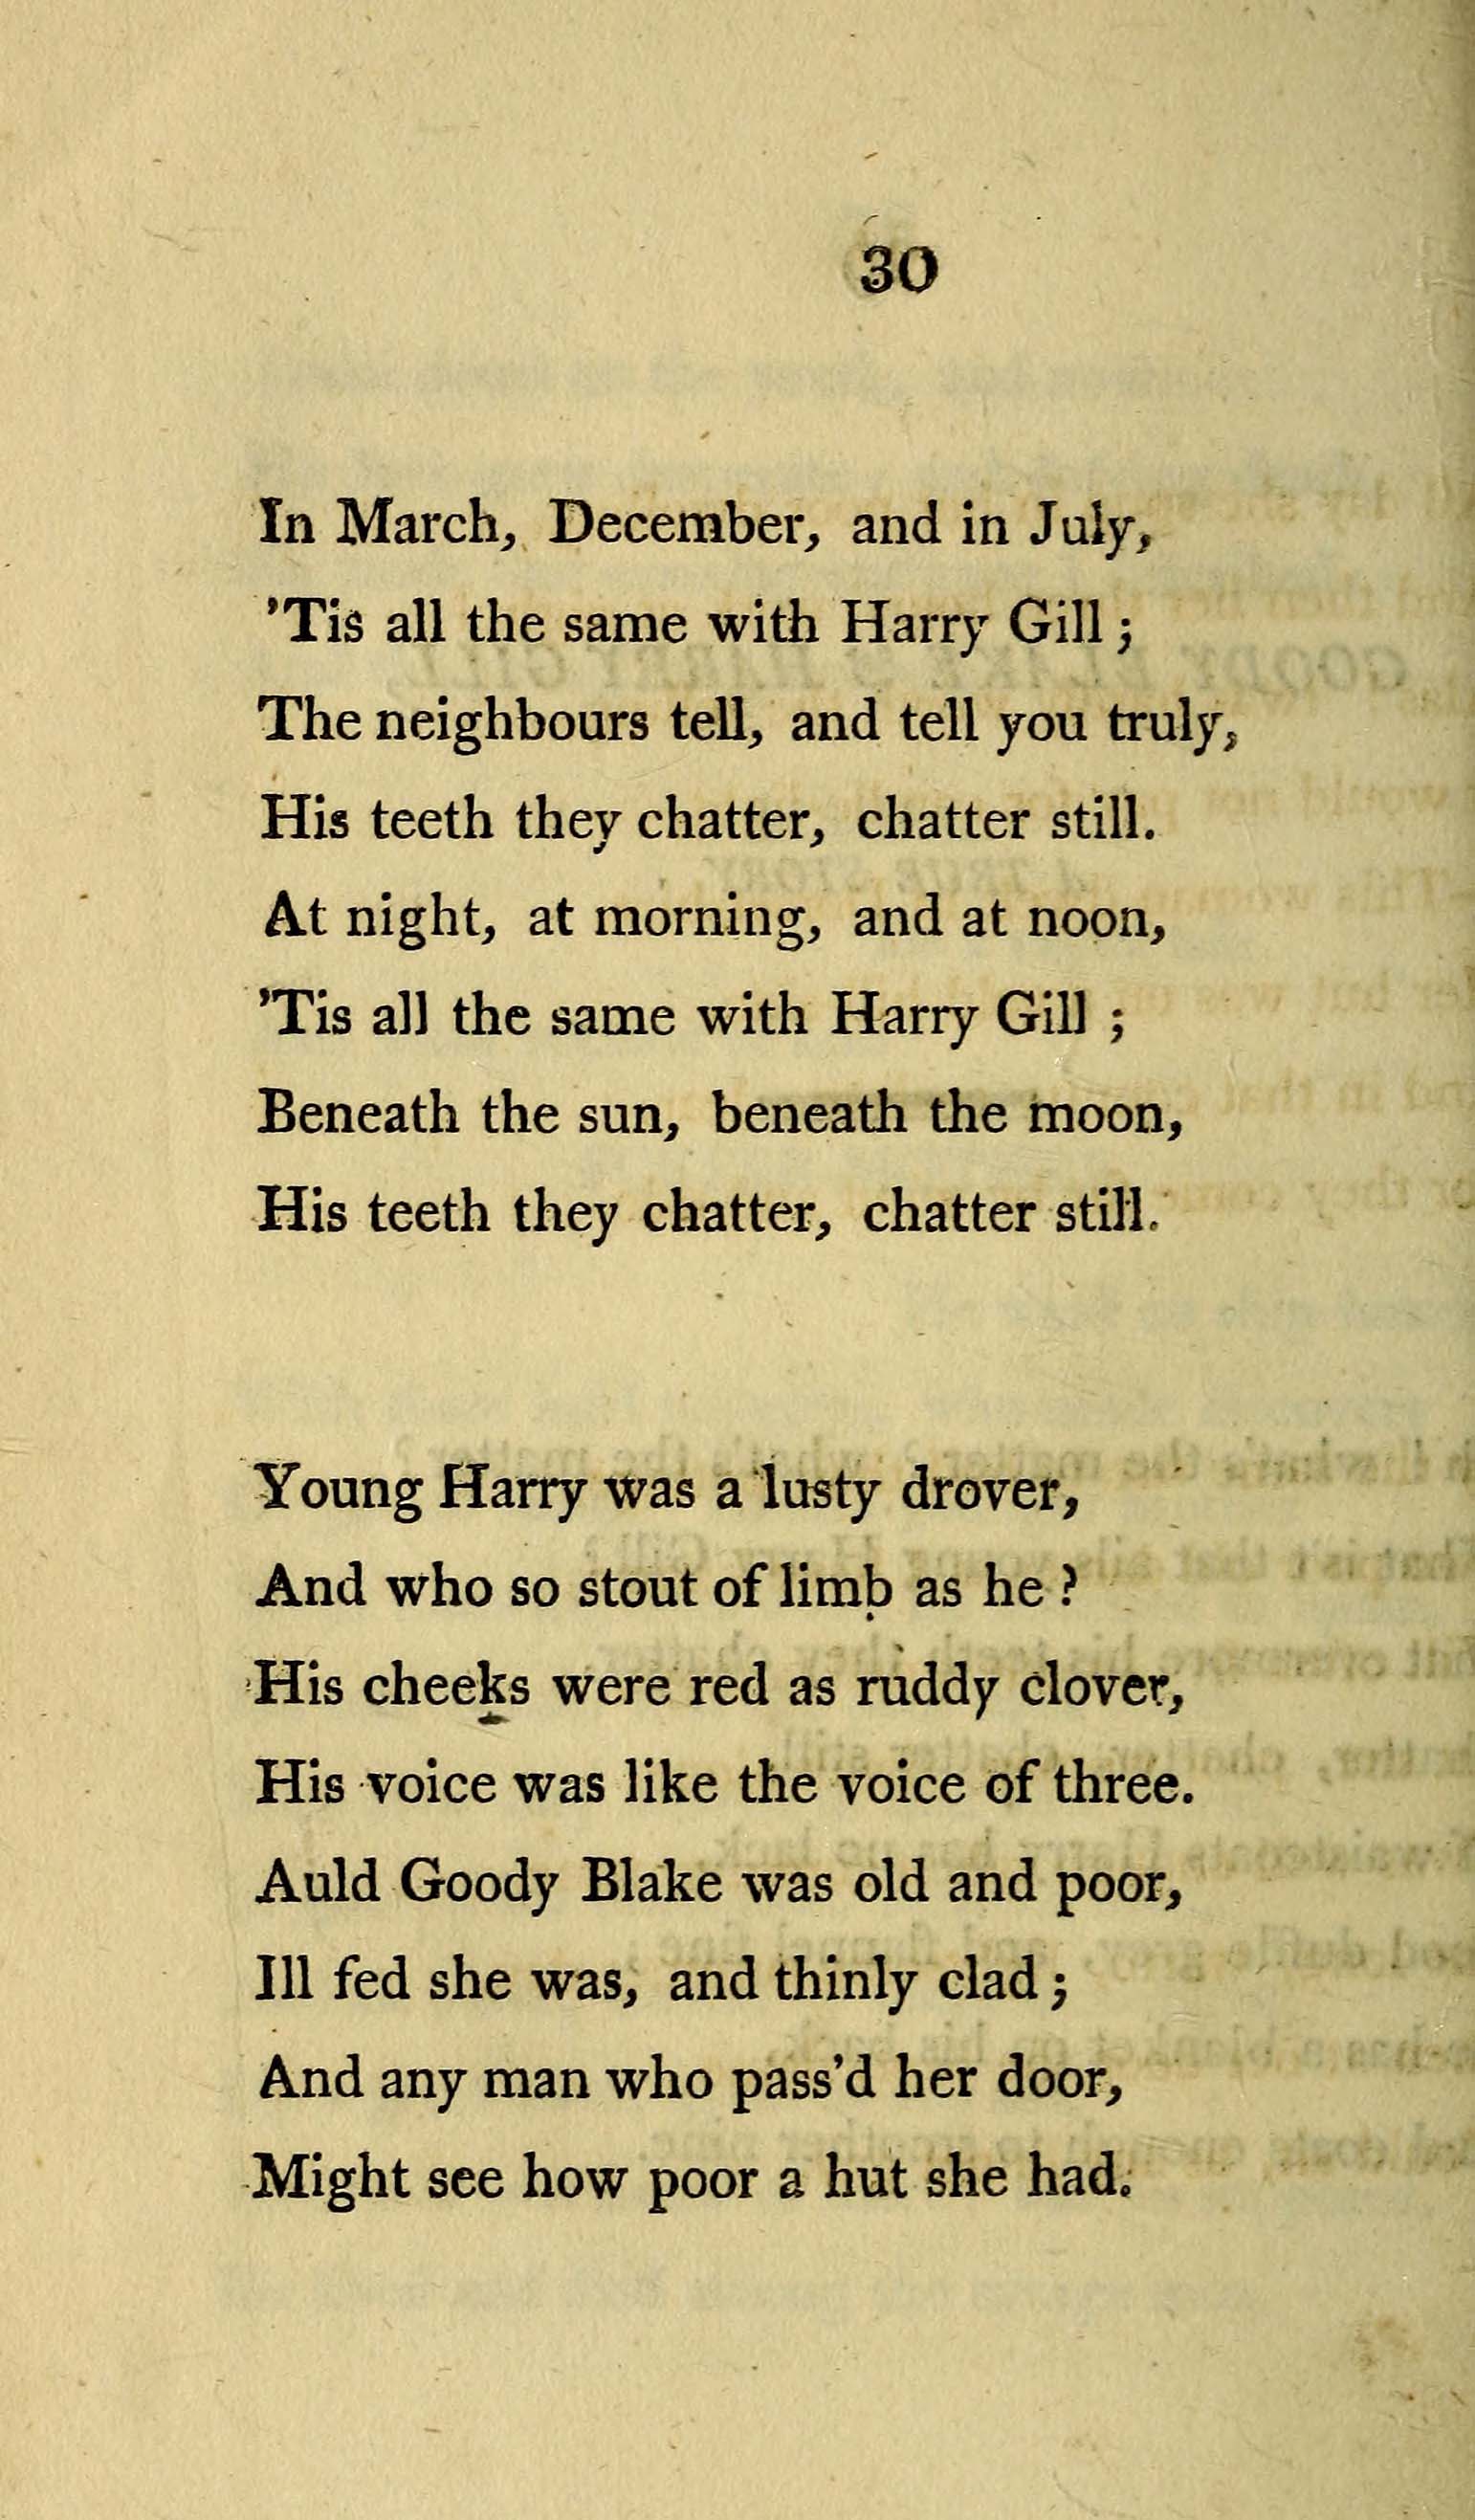 30
In March, December, and in July,
'Tis all the same with Harry Gill;
The neighbours tell, and tell you truly,
His teeth they chatter, chatter still.
At night, at morning, and at noon,
'Tis all the same with Harry Gill;
Beneath the sun, beneath the moon,
His teeth they chatter, chatter still.
Young Harry was a lusty drover,
And who so stout of limb as he?
His cheeks were red as ruddy clover,
His voice was like the voice of three.
Auld Goody Blake was old and poor,
Ill fed she was, and thinly clad;
And any man who pass'd her door,
Might see how poor a hut she had.